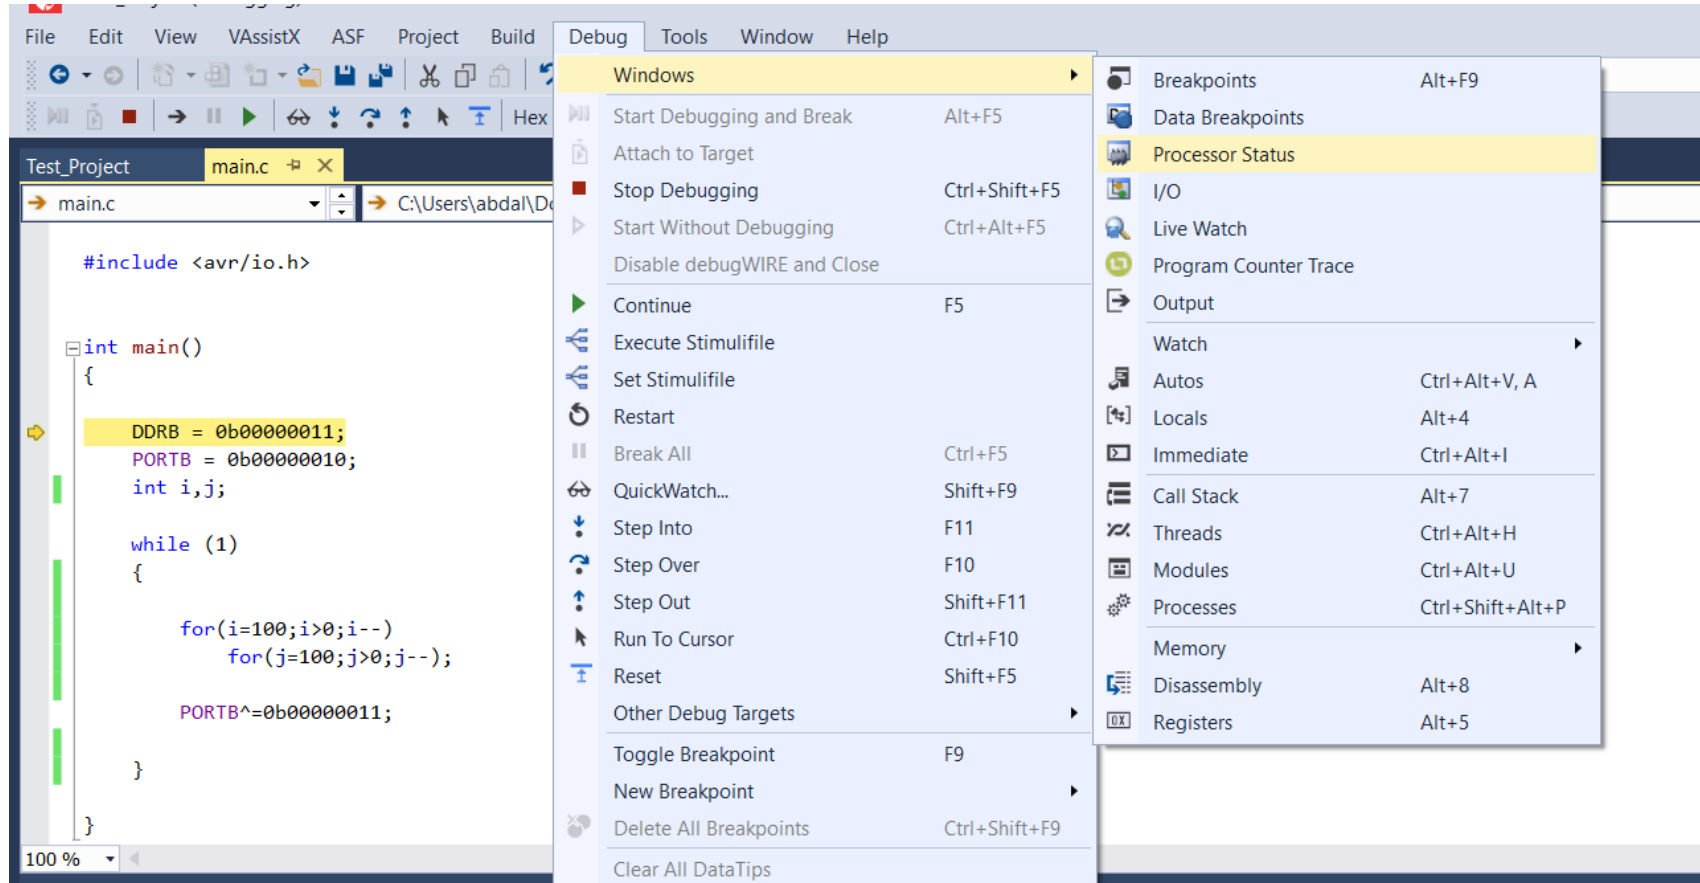 File Edit View VAssistX ASF Project Build Debug Tools Window Help
Hex
Test_Project main.c
main.c C:\Users\abdal\Do
#include <avr/io.h>
int main()
{
DDRB = 0b00000011;
PORTB = 0b00000010;
int i,j;
while (1)
{
for(i=100;i>0;i--)
for(j=100;j>0;j--);
PORTB^=0b00000011;
}
}
100 %
Windows
Start Debugging and Break Alt+F5
Attach to Target
Stop Debugging Ctrl+Shift+F5
Start Without Debugging Ctrl+Alt+F5
Disable debugWIRE and Close
Continue F5
Execute Stimulifile
Set Stimulifile
Restart
Break All Ctrl+F5
QuickWatch... Shift+F9
Step Into F11
Step Over F10
Step Out Shift+F11
Run To Cursor Ctrl+F10
Reset Shift+F5
Other Debug Targets
Toggle Breakpoint F9
New Breakpoint
Delete All Breakpoints Ctrl+Shift+F9
Clear All DataTips
Breakpoints Alt+F9
Data Breakpoints
Processor Status
I/O
Live Watch
Program Counter Trace
Output
Watch
Autos Ctrl+Alt+V, A
Locals Alt+4
Immediate Ctrl+Alt+I
Call Stack Alt+7
Threads Ctrl+Alt+H
Modules Ctrl+Alt+U
Processes Ctrl+Shift+Alt+P
Memory
Disassembly Alt+8
Registers Alt+5